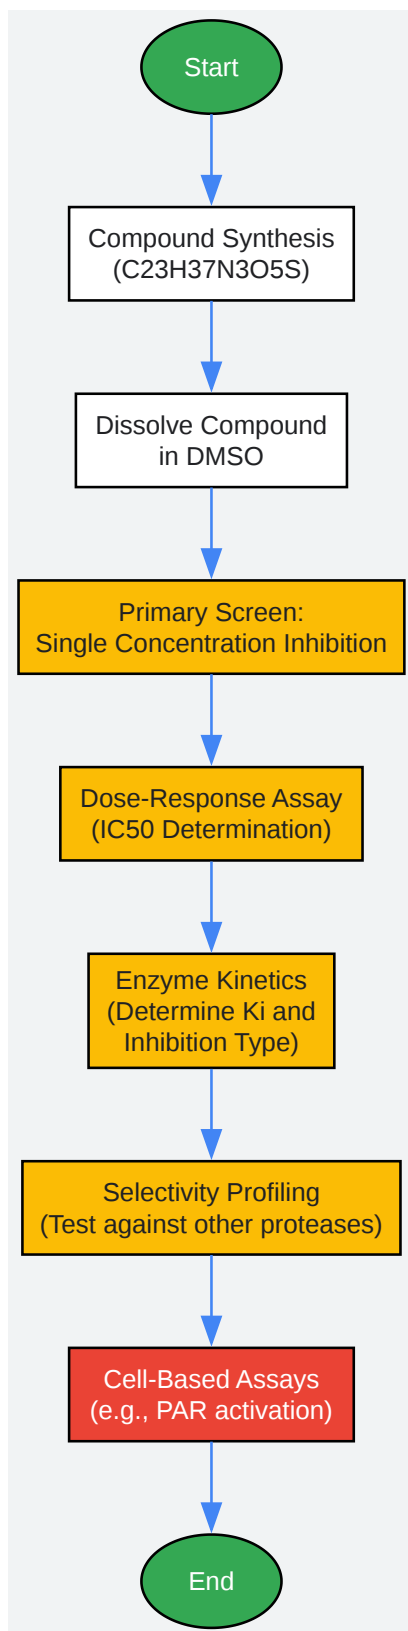 Start
Compound Synthesis
(C23H37N3O5S)
Dissolve Compound
in DMSO
Primary Screen:
Single Concentration Inhibition
Dose-Response Assay
(IC50 Determination)
Enzyme Kinetics
(Determine Ki and
Inhibition Type)
Selectivity Profiling
(Test against other proteases)
Cell-Based Assays
(e.g., PAR activation)
End